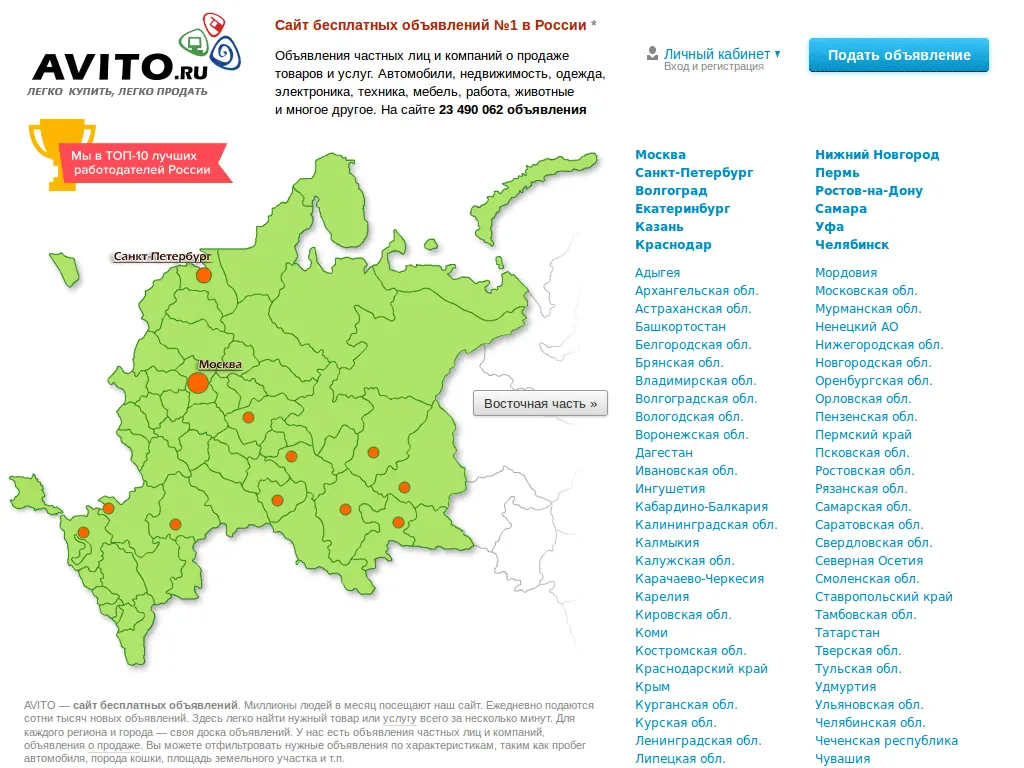 AVITO.RU
ЛЕГКО КУПИТЬ, ЛЕГКО ПРОДАТЬ
Сайт бесплатных объявлений №1 в России *
Объявления частных лиц и компаний о продаже
товаров и услуг. Автомобили, недвижимость, одежда,
электроника, техника, мебель, работа, животные
и многое другое. На сайте 23 490 062 объявления
Личный кабинет ▼
Вход и регистрация
Подать объявление
Мы в ТОП-10 лучших
работодателей России
Санкт-Петербург
Москва
Восточная часть »
Москва
Санкт-Петербург
Волгоград
Екатеринбург
Казань
Краснодар
Нижний Новгород
Пермь
Ростов-на-Дону
Самара
Уфа
Челябинск
Адыгея
Архангельская обл.
Астраханская обл.
Башкортостан
Белгородская обл.
Брянская обл.
Владимирская обл.
Волгоградская обл.
Вологодская обл.
Воронежская обл.
Дагестан
Ивановская обл.
Ингушетия
Кабардино-Балкария
Калининградская обл.
Калмыкия
Калужская обл.
Карачаево-Черкесия
Карелия
Кировская обл.
Коми
Костромская обл.
Краснодарский край
Крым
Курганская обл.
Курская обл.
Ленинградская обл.
Липецкая обл.
Мордовия
Московская обл.
Мурманская обл.
Ненецкий АО
Нижегородская обл.
Новгородская обл.
Оренбургская обл.
Орловская обл.
Пензенская обл.
Пермский край
Псковская обл.
Ростовская обл.
Рязанская обл.
Самарская обл.
Саратовская обл.
Свердловская обл.
Северная Осетия
Смоленская обл.
Ставропольский край
Тамбовская обл.
Татарстан
Тверская обл.
Тульская обл.
Удмуртия
Ульяновская обл.
Челябинская обл.
Чеченская республика
Чувашия
AVITO — сайт бесплатных объявлений. Миллионы людей в месяц посещают наш сайт. Ежедневно подаются
сотни тысяч новых объявлений. Здесь легко найти нужный товар или услугу всего за несколько минут. Для
каждого региона и города — своя доска объявлений. У нас есть объявления частных лиц и компаний,
объявления о продаже. Вы можете отфильтровать нужные объявления по характеристикам, таким как пробег
автомобиля, порода кошки, площадь земельного участка и т.п.